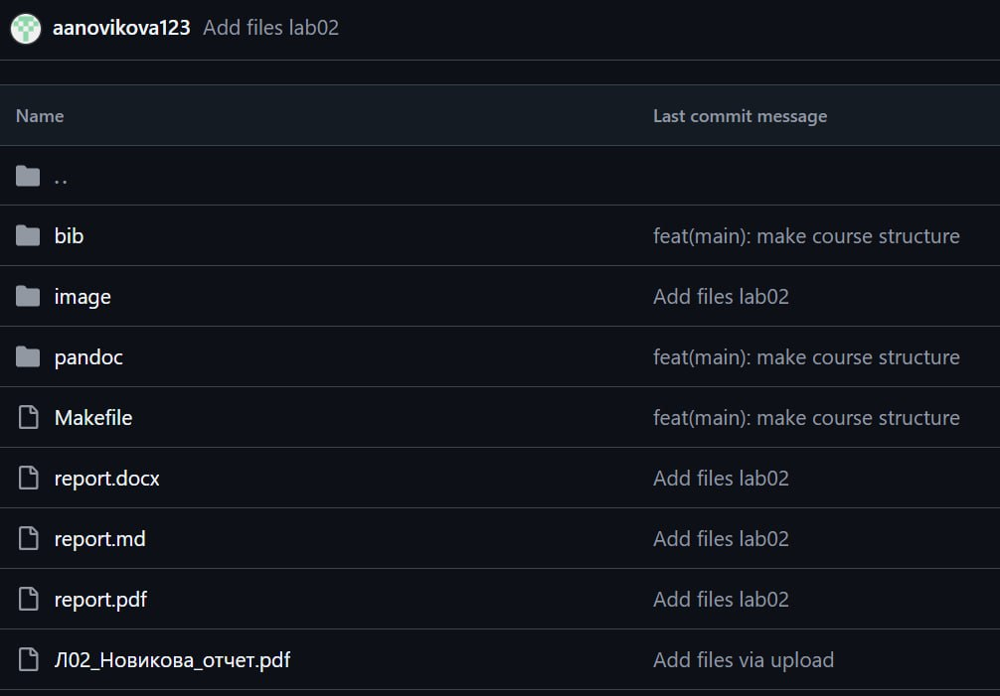 aanovikova123 Add files lab02
Name Last commit message
..
bib feat(main): make course structure
image Add files lab02
pandoc feat(main): make course structure
Makefile feat(main): make course structure
report.docx Add files lab02
report.md Add files lab02
report.pdf Add files lab02
Л02_Новикова_отчет.pdf Add files via upload